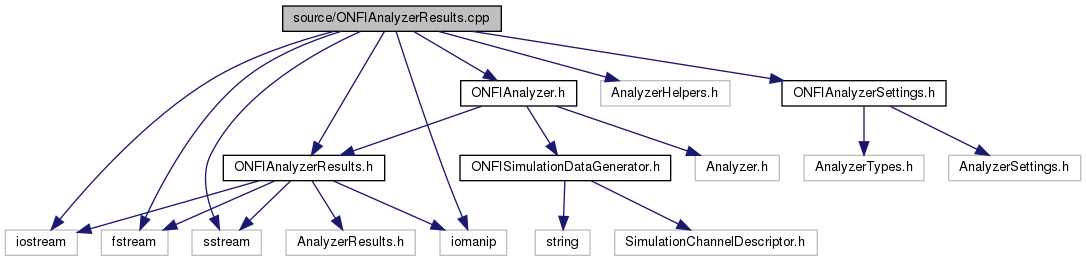 source/ONFIAnalyzerResults.cpp
ONFIAnalyzer.h
AnalyzerHelpers.h
ONFIAnalyzerSettings.h
ONFIAnalyzerResults.h
ONFISimulationDataGenerator.h
Analyzer.h
AnalyzerTypes.h
AnalyzerSettings.h
iostream
fstream
sstream
AnalyzerResults.h
iomanip
string
SimulationChannelDescriptor.h